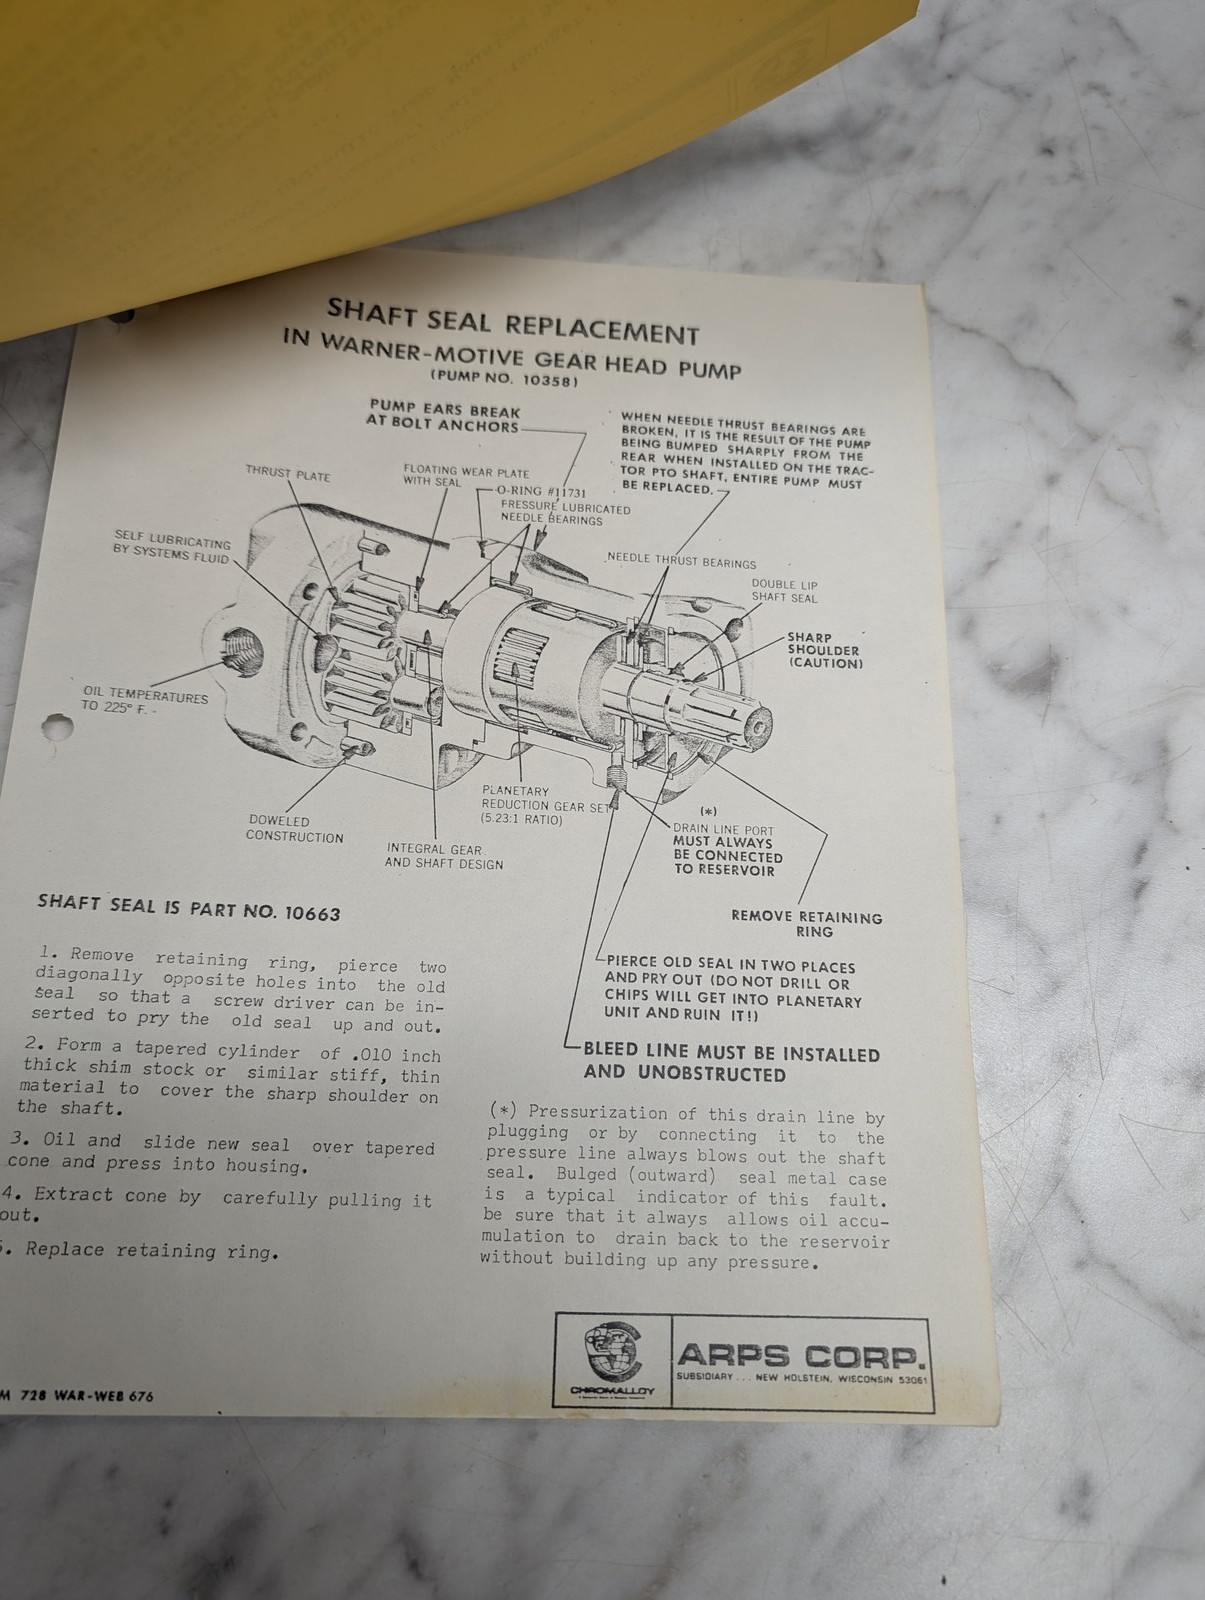 SHAFT SEAL REPLACEMENT
IN WARNER-MOTIVE GEAR HEAD PUMP
(PUMP NO. 10358)
PUMP EARS BREAK
AT BOLT ANCHORS
WHEN NEEDLE THRUST BEARINGS ARE
BROKEN, IT IS THE RESULT OF THE PUMP
BEING BUMPED SHARPLY FROM THE
REAR WHEN INSTALLED ON THE TRAC-
TOR PTO SHAFT, ENTIRE PUMP MUST
BE REPLACED.
THRUST PLATE
FLOATING WEAR PLATE
WITH SEAL
O-RING #11731
PRESSURE LUBRICATED
NEEDLE BEARINGS
SELF LUBRICATING
BY SYSTEMS FLUID
NEEDLE THRUST BEARINGS
DOUBLE LIP
SHAFT SEAL
SHARP
SHOULDER
(CAUTION)
OIL TEMPERATURES
TO 225° F. -
DOWELED
CONSTRUCTION
INTEGRAL GEAR
AND SHAFT DESIGN
PLANETARY
REDUCTION GEAR SET
(5.23:1 RATIO)
(*)
DRAIN LINE PORT
MUST ALWAYS
BE CONNECTED
TO RESERVOIR
REMOVE RETAINING
RING
PIERCE OLD SEAL IN TWO PLACES
AND PRY OUT (DO NOT DRILL OR
CHIPS WILL GET INTO PLANETARY
UNIT AND RUIN IT!)
BLEED LINE MUST BE INSTALLED
AND UNOBSTRUCTED
SHAFT SEAL IS PART NO. 10663
1. Remove retaining ring, pierce two
diagonally opposite holes into the old
seal so that a screw driver can be in-
serted to pry the old seal up and out.
2. Form a tapered cylinder of .010 inch
thick shim stock or similar stiff, thin
material to cover the sharp shoulder on
the shaft.
3. Oil and slide new seal over tapered
cone and press into housing.
4. Extract cone by carefully pulling it
out.
5. Replace retaining ring.
(*) Pressurization of this drain line by
plugging or by connecting it to the
pressure line always blows out the shaft
seal. Bulged (outward) seal metal case
is a typical indicator of this fault.
be sure that it always allows oil accu-
mulation to drain back to the reservoir
without building up any pressure.
M 728 WAR-WEB 676
CHROMALLOY
ARPS CORP.
SUBSIDIARY... NEW HOLSTEIN, WISCONSIN 53061